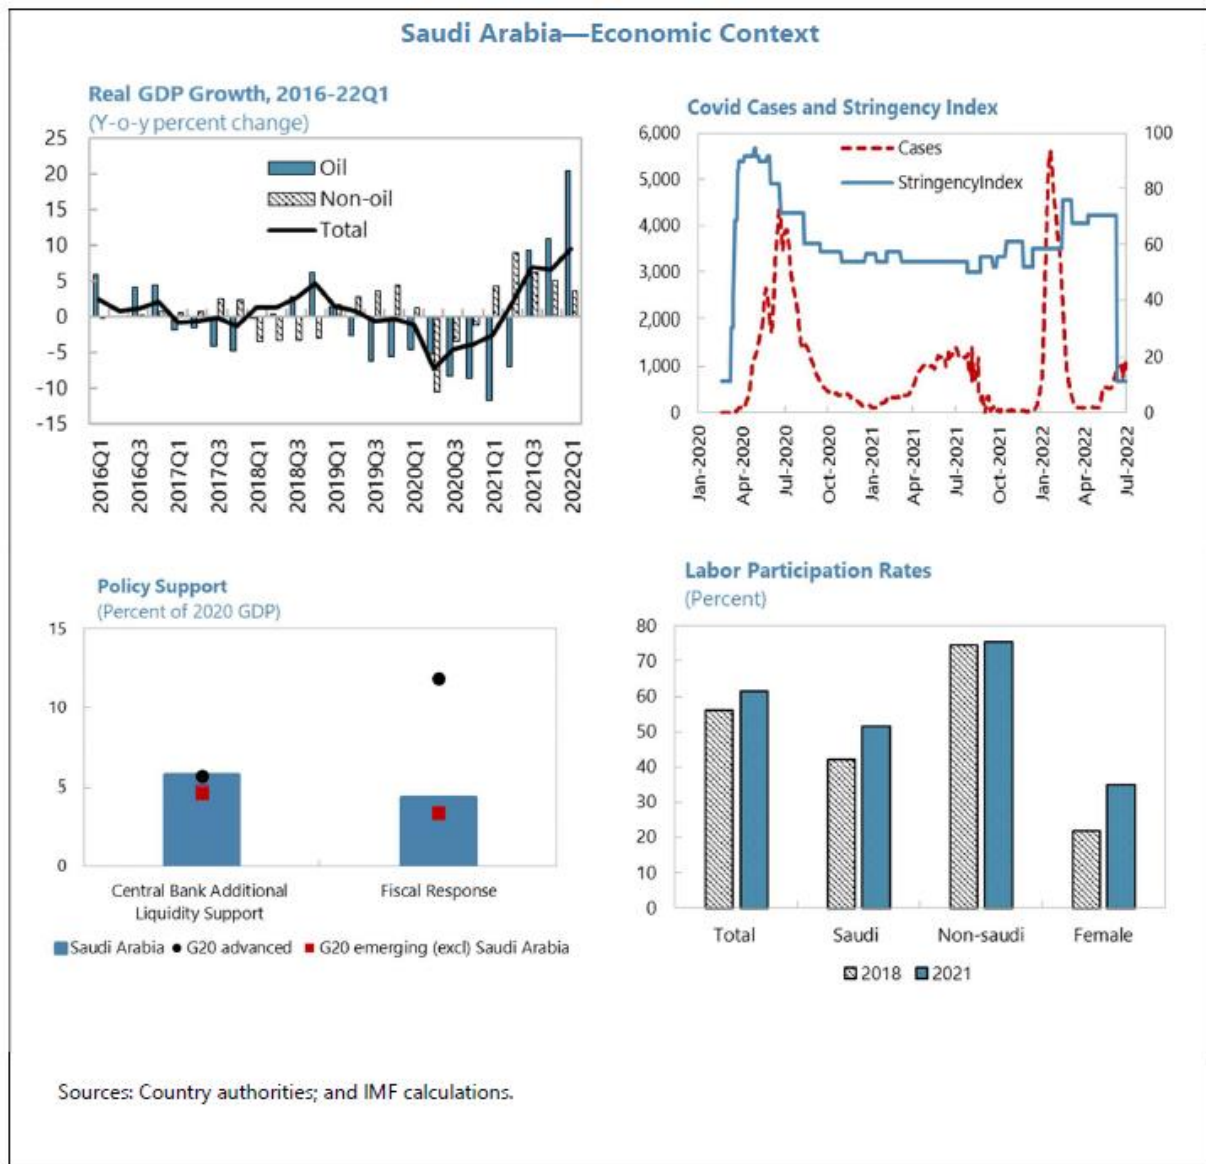 Saudi Arabia—Economic Context
Real GDP Growth, 2016-22Q1
(Y-o-y percent change)
25
20
15
10
5
0
-5
-10
-15
Oil
Non-oil
Total
2016Q1
2016Q3
2017Q1
2017Q3
2018Q1
2018Q3
2019Q1
2019Q3
2020Q1
2020Q3
2021Q1
2021Q3
2022Q1
Covid Cases and Stringency Index
6,000
5,000
4,000
3,000
2,000
1,000
0
100
80
60
40
20
0
Cases
StringencyIndex
Jan-2020
Apr-2020
Jul-2020
Oct-2020
Jan-2021
Apr-2021
Jul-2021
Oct-2021
Jan-2022
Apr-2022
Jul-2022
Policy Support
(Percent of 2020 GDP)
15
10
5
0
Central Bank Additional
Liquidity Support
Fiscal Response
Saudi Arabia G20 advanced G20 emerging (excl) Saudi Arabia
Labor Participation Rates
(Percent)
80
70
60
50
40
30
20
10
0
Total Saudi Non-saudi Female
2018 2021
Sources: Country authorities; and IMF calculations.